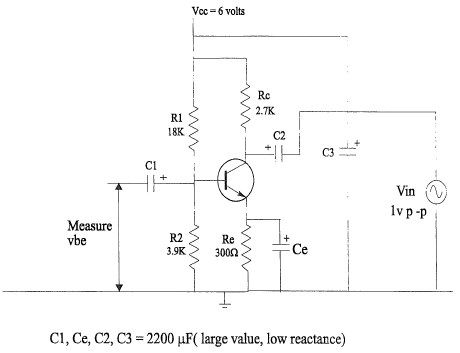 Vcc = 6 volts
Rc
2.7K
R1
18K
C2
+
C3
+
C1
+
Vin
1v p -p
Measure
vbe
R2
3.9K
Re
300Ω
+
Ce
C1, Ce, C2, C3 = 2200 μF( large value, low reactance)